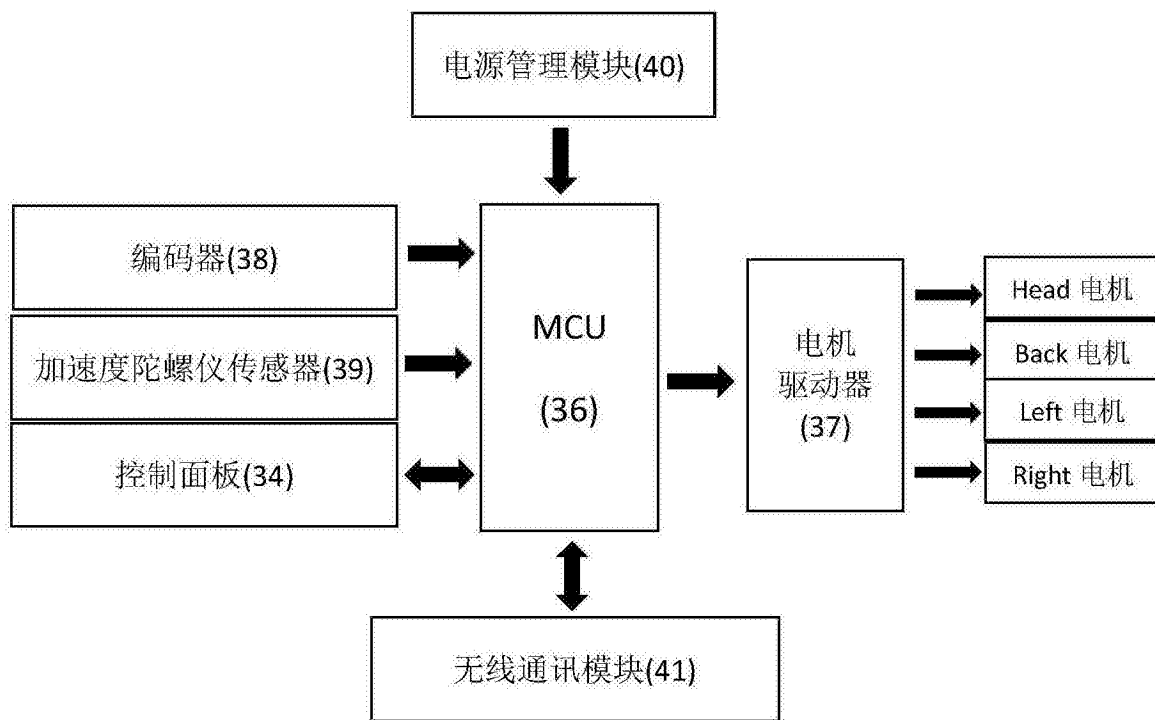 电源管理模块(40)
编码器(38)
加速度陀螺仪传感器(39)
控制面板(34)
MCU
(36)
电机
驱动器
(37)
Head 电机
Back 电机
Left 电机
Right 电机
无线通讯模块(41)